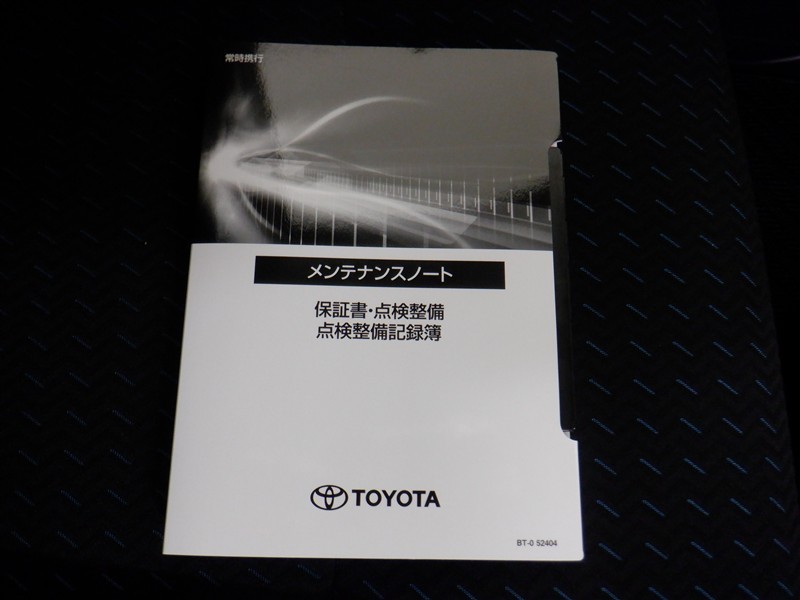 常時携行
メンテナンスノート
保証書・点検整備
点検整備記録簿
TOYOTA
BT-0 52404